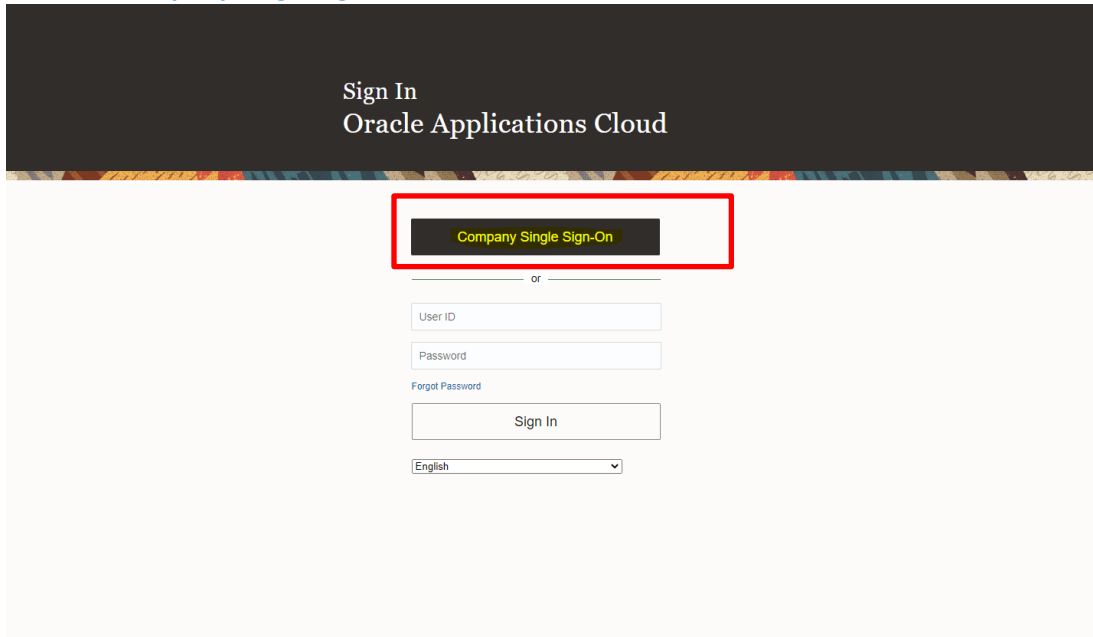 Sign In
Oracle Applications Cloud
Company Single Sign-On
or
User ID
Password
Forgot Password
Sign In
English